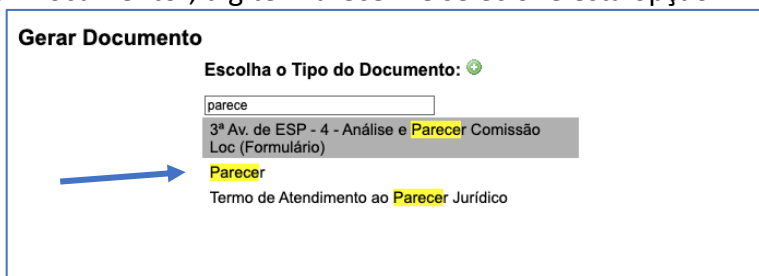 Gerar Documento
Escolha o Tipo do Documento:
parece
3ª Av. de ESP - 4 - Análise e Parecer Comissão
Loc (Formulário)
Parecer
Termo de Atendimento ao Parecer Jurídico